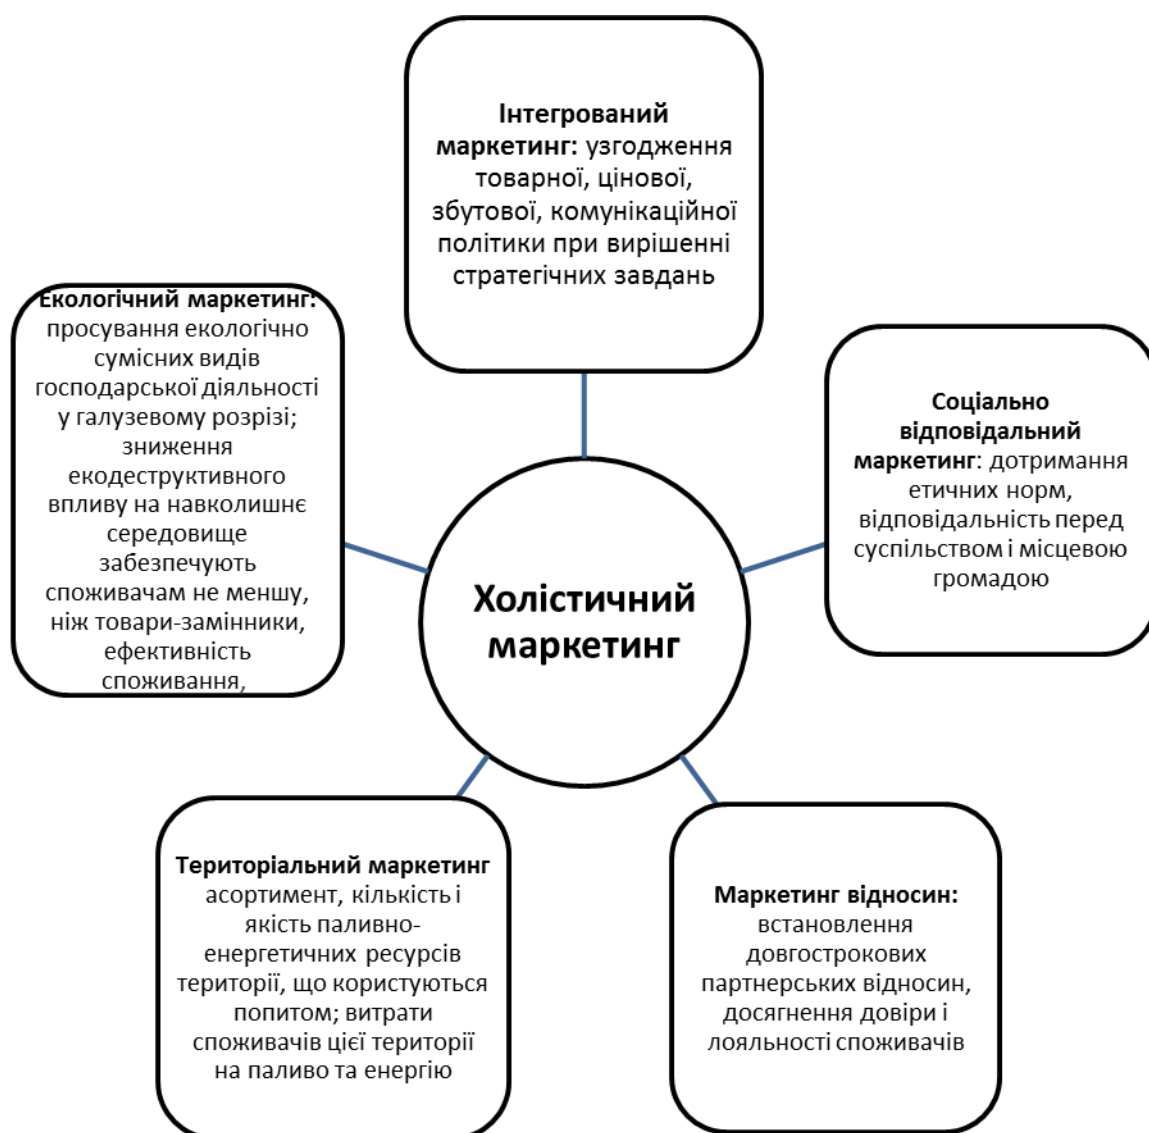 Інтегрований
маркетинг: узгодження
товарної, цінової,
збутової, комунікаційної
політики при вирішенні
стратегічних завдань
Екологічний маркетинг:
просування екологічно
сумісних видів
господарської діяльності
у галузевому розрізі;
зниження
екодеструктивного
впливу на навколишнє
середовище
забезпечують
споживачам не меншу,
ніж товари-замінники,
ефективність
споживання,
Соціально
відповідальний
маркетинг: дотримання
етичних норм,
відповідальність перед
суспільством і місцевою
громадою
Холістичний
маркетинг
Територіальний маркетинг
асортимент, кількість і
якість паливно-
енергетичних ресурсів
території, що користуються
попитом; витрати
споживачів цієї території
на паливо та енергію
Маркетинг відносин:
встановлення
довгострокових
партнерських відносин,
досягнення довіри і
лояльності споживачів